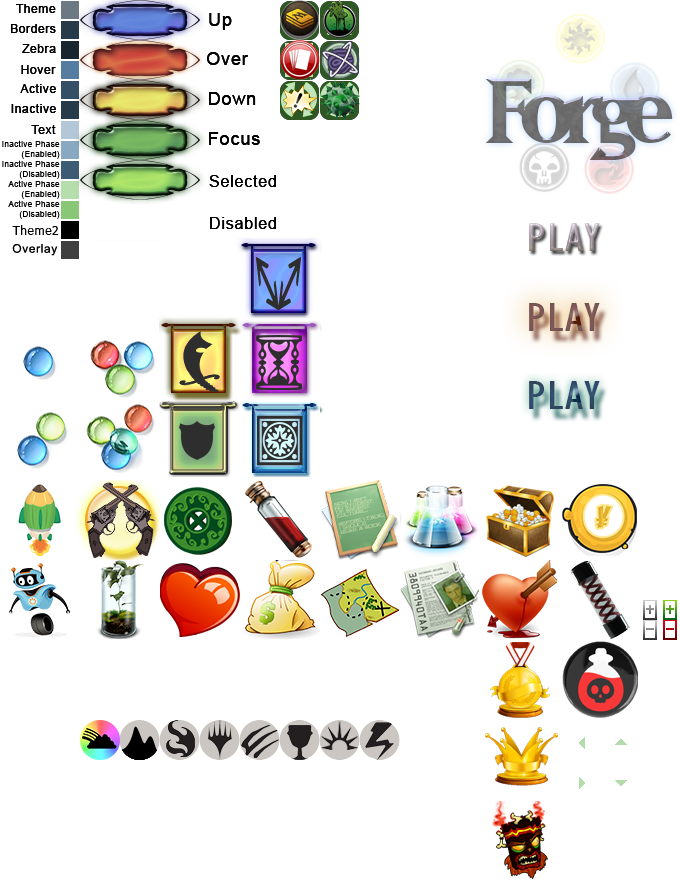 Theme
Borders
Zebra
Hover
Active
Inactive
Text
Inactive Phase
(Enabled)
Inactive Phase
(Disabled)
Active Phase
(Enabled)
Active Phase
(Disabled)
Theme2
Overlay
Up
Over
Down
Focus
Selected
Disabled
Forge
PLAY
PLAY
PLAY